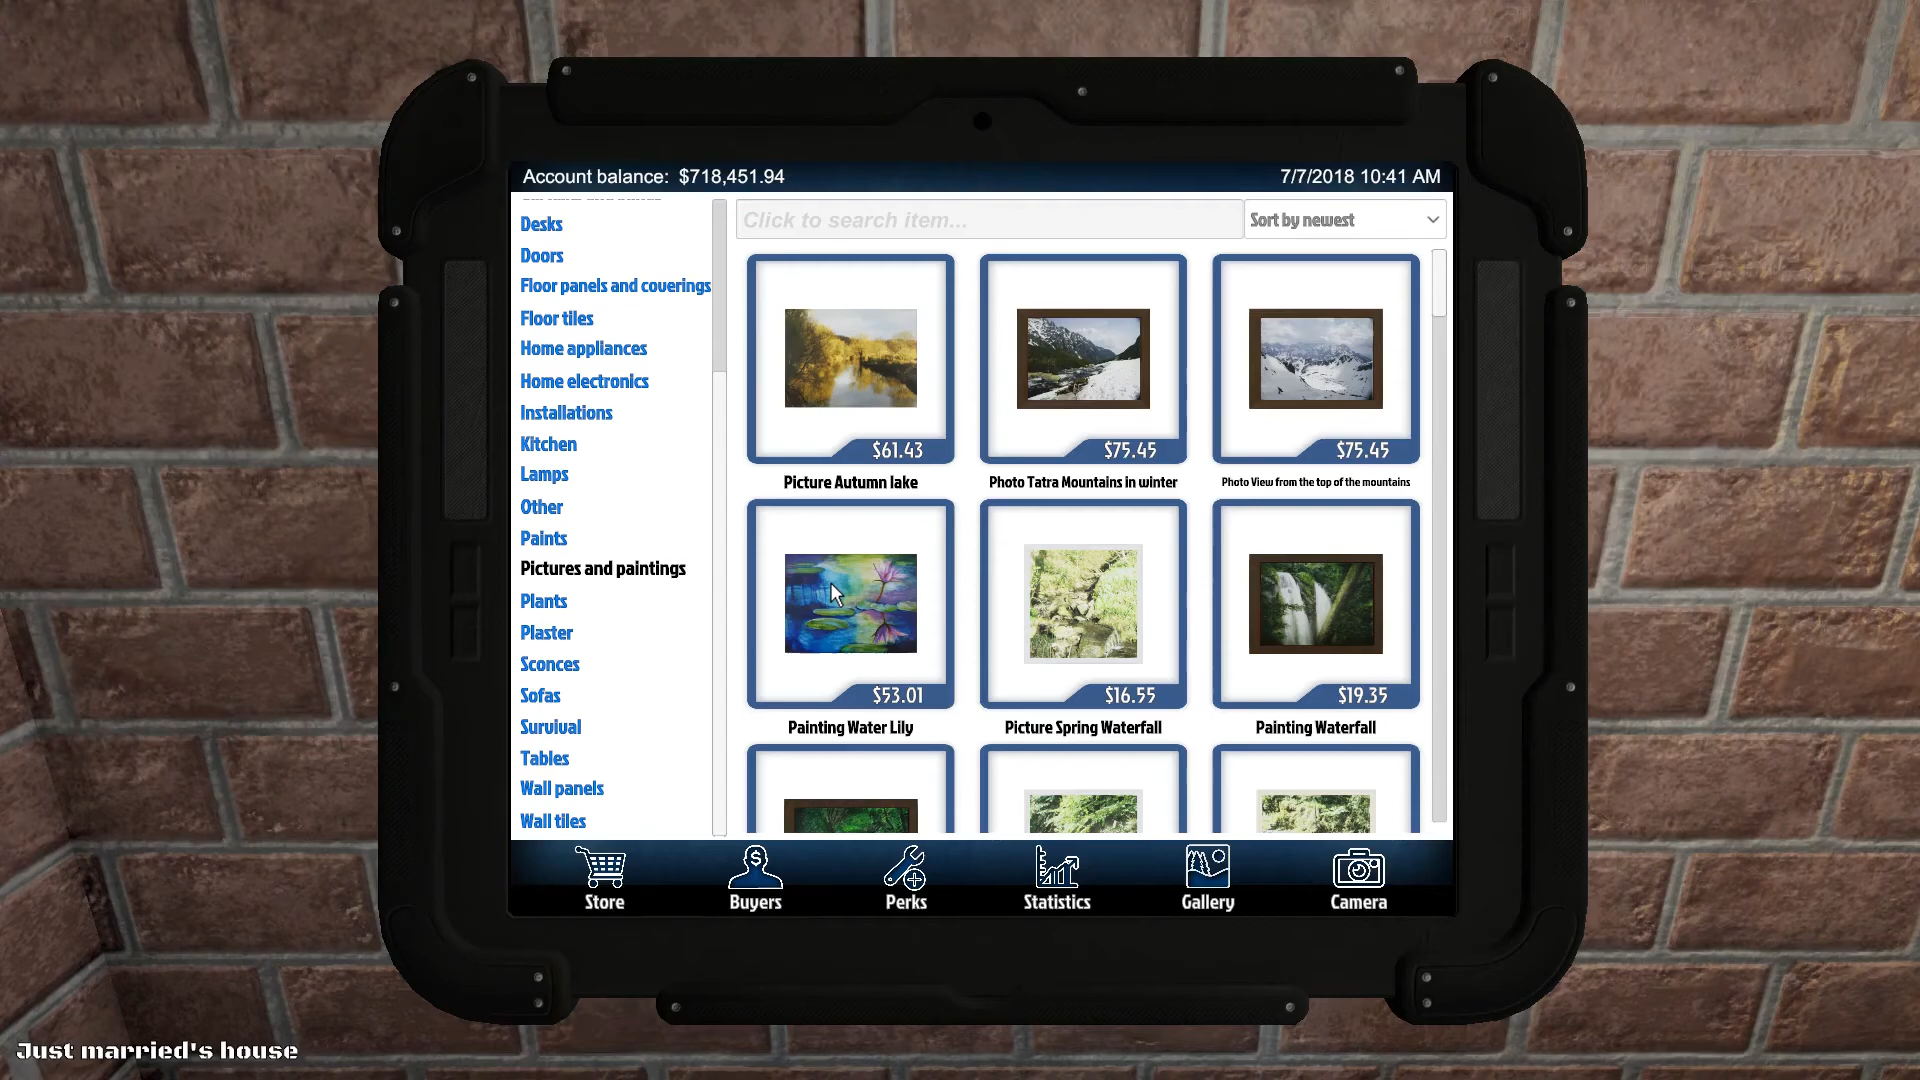 Account balance: $718,451.94
7/7/2018 10:41 AM
Click to search item...
Sort by newest
Desks
Doors
Floor panels and coverings
Floor tiles
Home appliances
Home electronics
Installations
Kitchen
Lamps
Other
Paints
Pictures and paintings
Plants
Plaster
Sconces
Sofas
Survival
Tables
Wall panels
Wall tiles
$61.43
$75.45
$75.45
Picture Autumn lake
Photo Tatra Mountains in winter
Photo View from the top of the mountains
$53.01
$16.55
$19.35
Painting Water Lily
Picture Spring Waterfall
Painting Waterfall
Store
Buyers
Perks
Statistics
Gallery
Camera
Just married's house